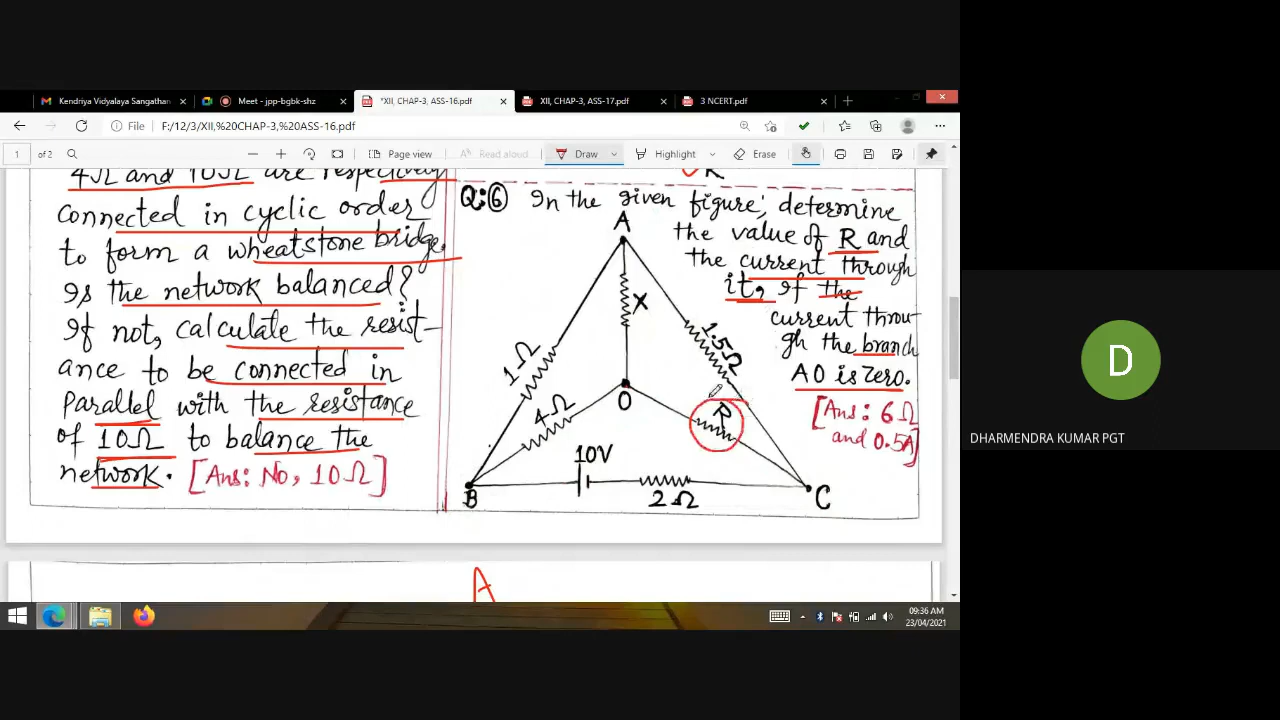 Kendriya Vidyalaya Sangathan
Meet - jpp-bgbk-shz
*XII, CHAP-3, ASS-16.pdf
XII, CHAP-3, ASS-17.pdf
3 NCERT.pdf
File
F:/12/3/XII,%20CHAP-3,%20ASS-16.pdf
1 of 2
Page view
Read aloud
Draw
Highlight
Erase
4Ω and 10Ω are respectively
connected in cyclic order
to form a wheatstone bridge.
Is the network balanced?
If not, calculate the resist-
ance to be connected in
Parallel with the resistance
of 10Ω to balance the
network. [Ans: No, 10Ω]
R
Q:⑥ In the given figure, determine
the value of R and
the current through
it, If the
current throu-
gh the branch
AO is zero.
[Ans: 6Ω
and 0.5A]
A
X
1Ω
1.5Ω
O
4Ω
R
10V
2Ω
B
C
A
D
DHARMENDRA KUMAR PGT
09:36 AM
23/04/2021